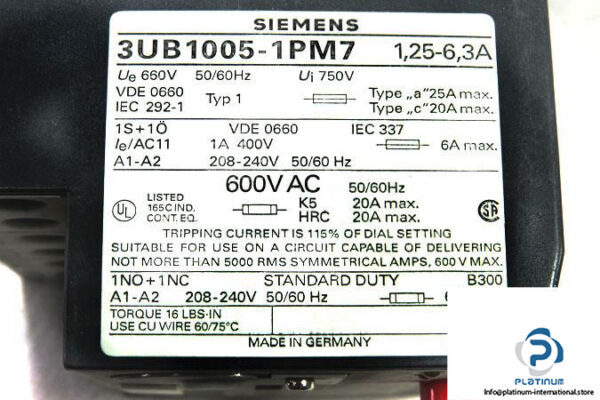 SIEMENS
3UB1005-1PM7 1,25-6,3A
Ue 660V 50/60Hz Ui 750V
VDE 0660 Type „a"25A max.
IEC 292-1 Typ 1 Type „c"20A max.
1S+1Ö VDE 0660 IEC 337
Ie/AC11 1A 400V 6A max.
A1-A2 208-240V 50/60 Hz
600V AC 50/60Hz
UL LISTED K5 20A max.
165C IND. HRC 20A max.
CONT. EQ.
SA
TRIPPING CURRENT IS 115% OF DIAL SETTING
SUITABLE FOR USE ON A CIRCUIT CAPABLE OF DELIVERING
NOT MORE THAN 5000 RMS SYMMETRICAL AMPS, 600 V MAX.
1NO+1NC STANDARD DUTY B300
A1-A2 208-240V 50/60 Hz
TORQUE 16 LBS-IN
USE CU WIRE 60/75°C
MADE IN GERMANY
PLATINUM
Info@platinum-international.store